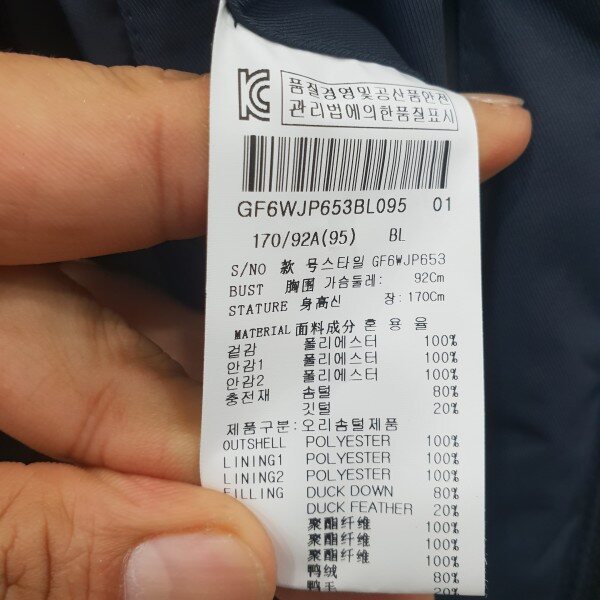 품질경영및공산품안전
관리법에의한품질표시
GF6WJP653BL095 01
170/92A(95) BL
S/NO 款 号스타일 GF6WJP653
BUST 胸围 가슴둘레: 92Cm
STATURE 身高신 장: 170Cm
MATERIAL 面料成分 혼 용 율
겉감 폴리에스터 100%
안감1 폴리에스터 100%
안감2 폴리에스터 100%
충전재 솜털 80%
깃털 20%
제품구분:오리솜털제품
OUTSHELL POLYESTER 100%
LINING1 POLYESTER 100%
LINING2 POLYESTER 100%
FILLING DUCK DOWN 80%
DUCK FEATHER 20%
聚酯纤维 100%
聚酯纤维 100%
聚酯纤维 100%
鸭绒 80%
鸭毛 20%